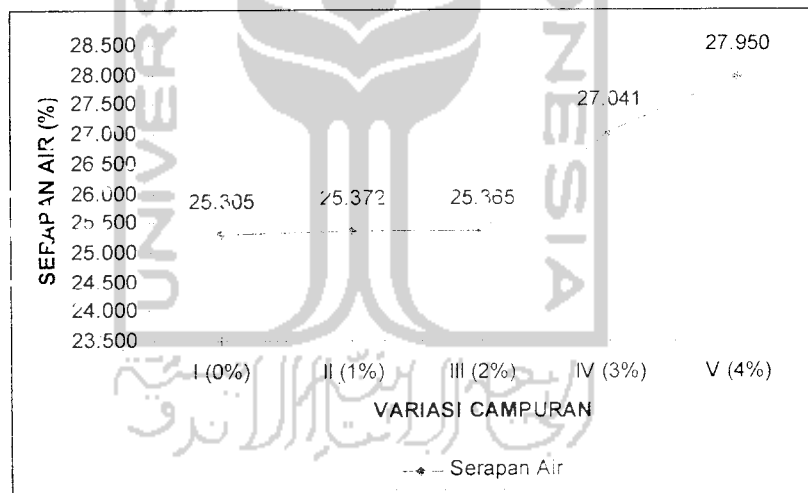 28.500
28.000
27.500
27.000
26.500
26.000
25.500
25.000
24.500
24.000
23.500
SERAPAN AIR (%)
25.305
25.372
25.365
27.041
27.950
I (0%)
II (1%)
III (2%)
IV (3%)
V (4%)
VARIASI CAMPURAN
Serapan Air
UNIVERS
NESIA